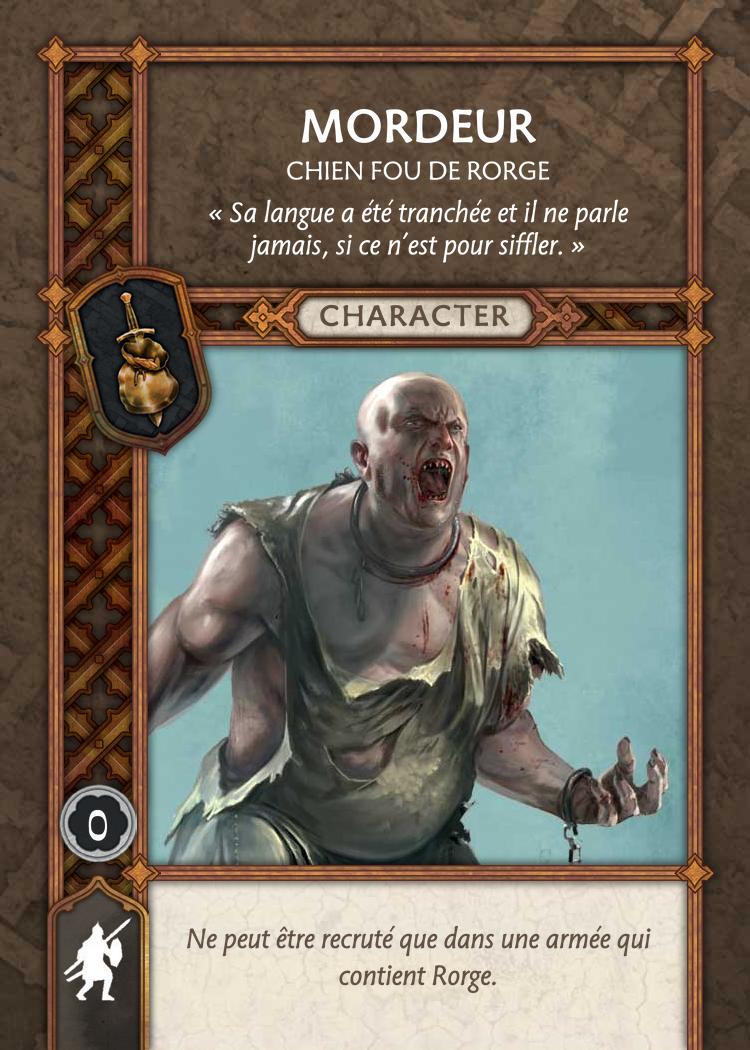 MORDEUR
CHIEN FOU DE RORGE
« Sa langue a été tranchée et il ne parle
jamais, si ce n'est pour siffler. »
CHARACTER
0
Ne peut être recruté que dans une armée qui
contient Rorge.